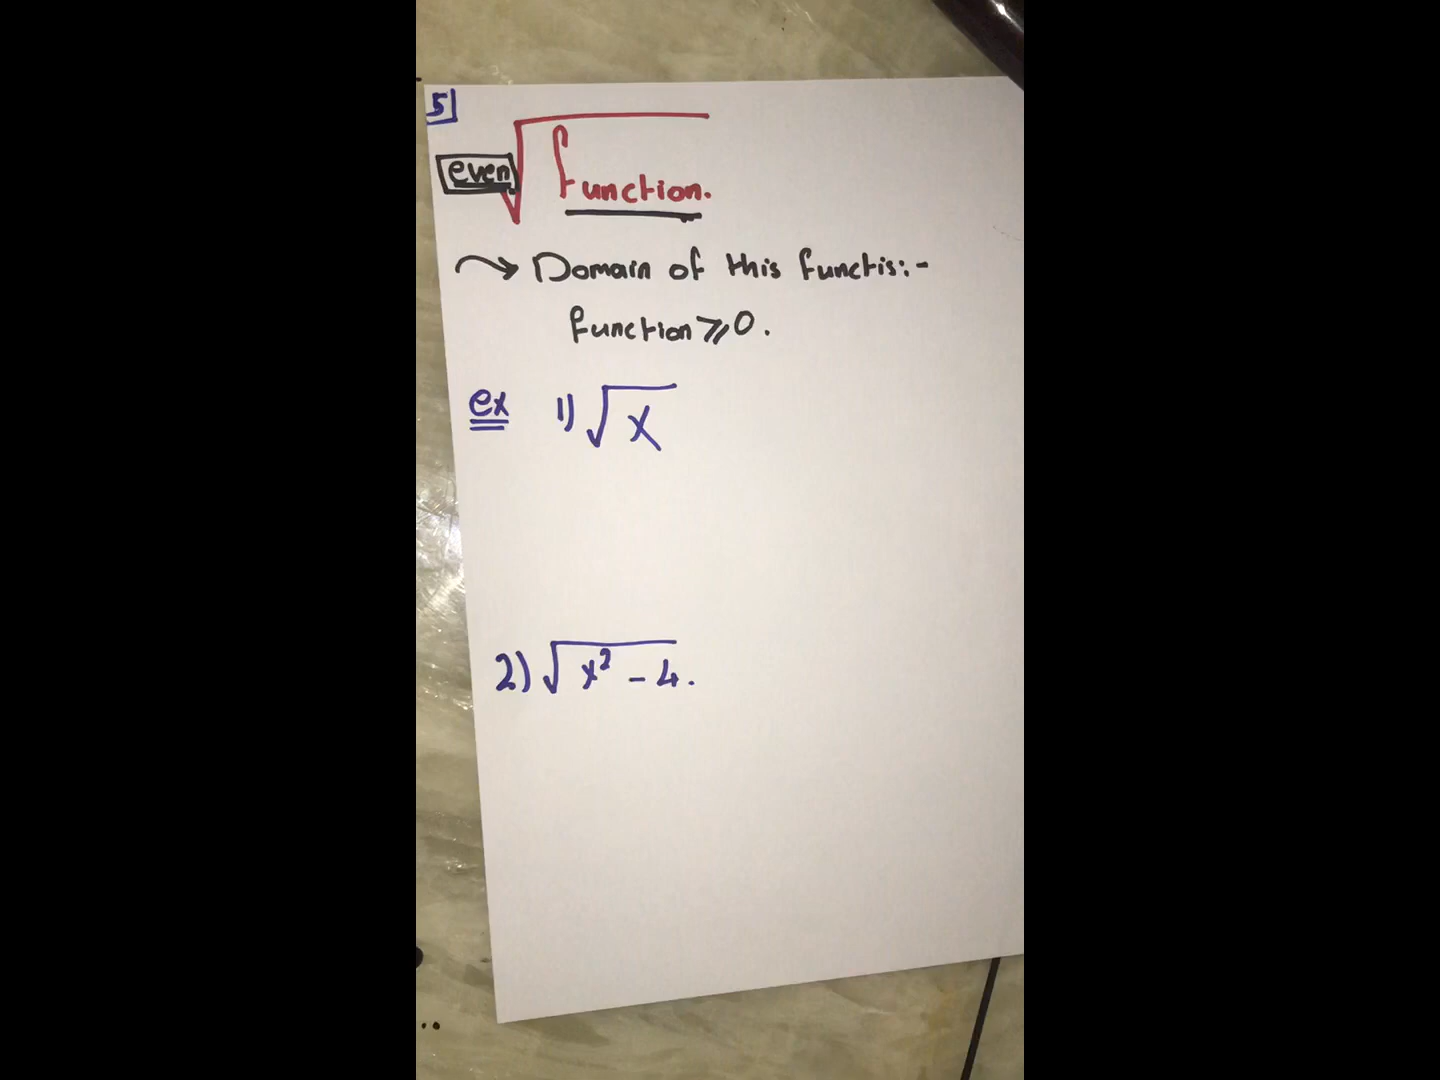 5
even√function.
→ Domain of this functis:-
function ⩾ 0.
ex 1) √x
2) √x² - 4.